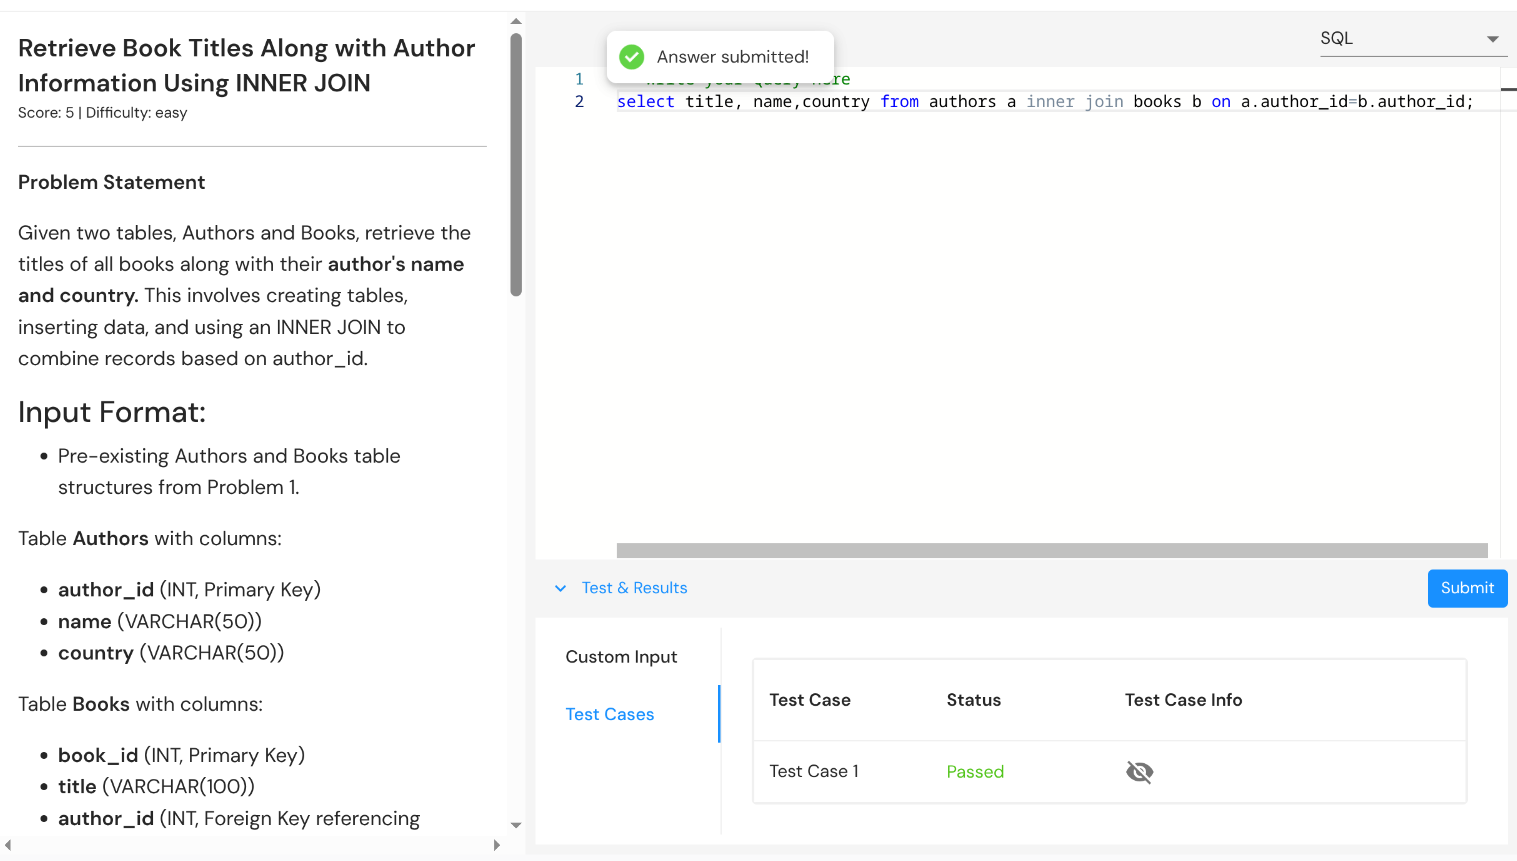 Retrieve Book Titles Along with Author
Information Using INNER JOIN
Score: 5 | Difficulty: easy
Problem Statement
Given two tables, Authors and Books, retrieve the
titles of all books along with their author's name
and country. This involves creating tables,
inserting data, and using an INNER JOIN to
combine records based on author_id.
Input Format:
• Pre-existing Authors and Books table
structures from Problem 1.
Table Authors with columns:
• author_id (INT, Primary Key)
• name (VARCHAR(50))
• country (VARCHAR(50))
Table Books with columns:
• book_id (INT, Primary Key)
• title (VARCHAR(100))
• author_id (INT, Foreign Key referencing
SQL
Answer submitted!
1 here
2 select title, name,country from authors a inner join books b on a.author_id=b.author_id;
Test & Results
Submit
Custom Input
Test Cases
Test Case Status Test Case Info
Test Case 1 Passed